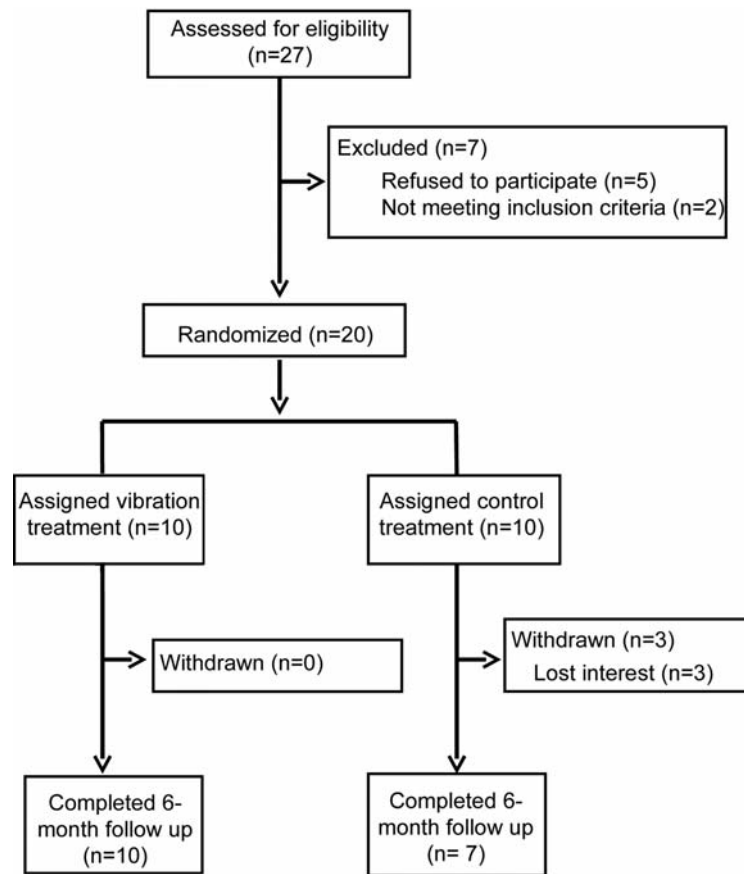 Assessed for eligibility
(n=27)
Excluded (n=7)
Refused to participate (n=5)
Not meeting inclusion criteria (n=2)
Randomized (n=20)
Assigned vibration
treatment (n=10)
Assigned control
treatment (n=10)
Withdrawn (n=0)
Withdrawn (n=3)
Lost interest (n=3)
Completed 6-
month follow up
(n=10)
Completed 6-
month follow up
(n= 7)